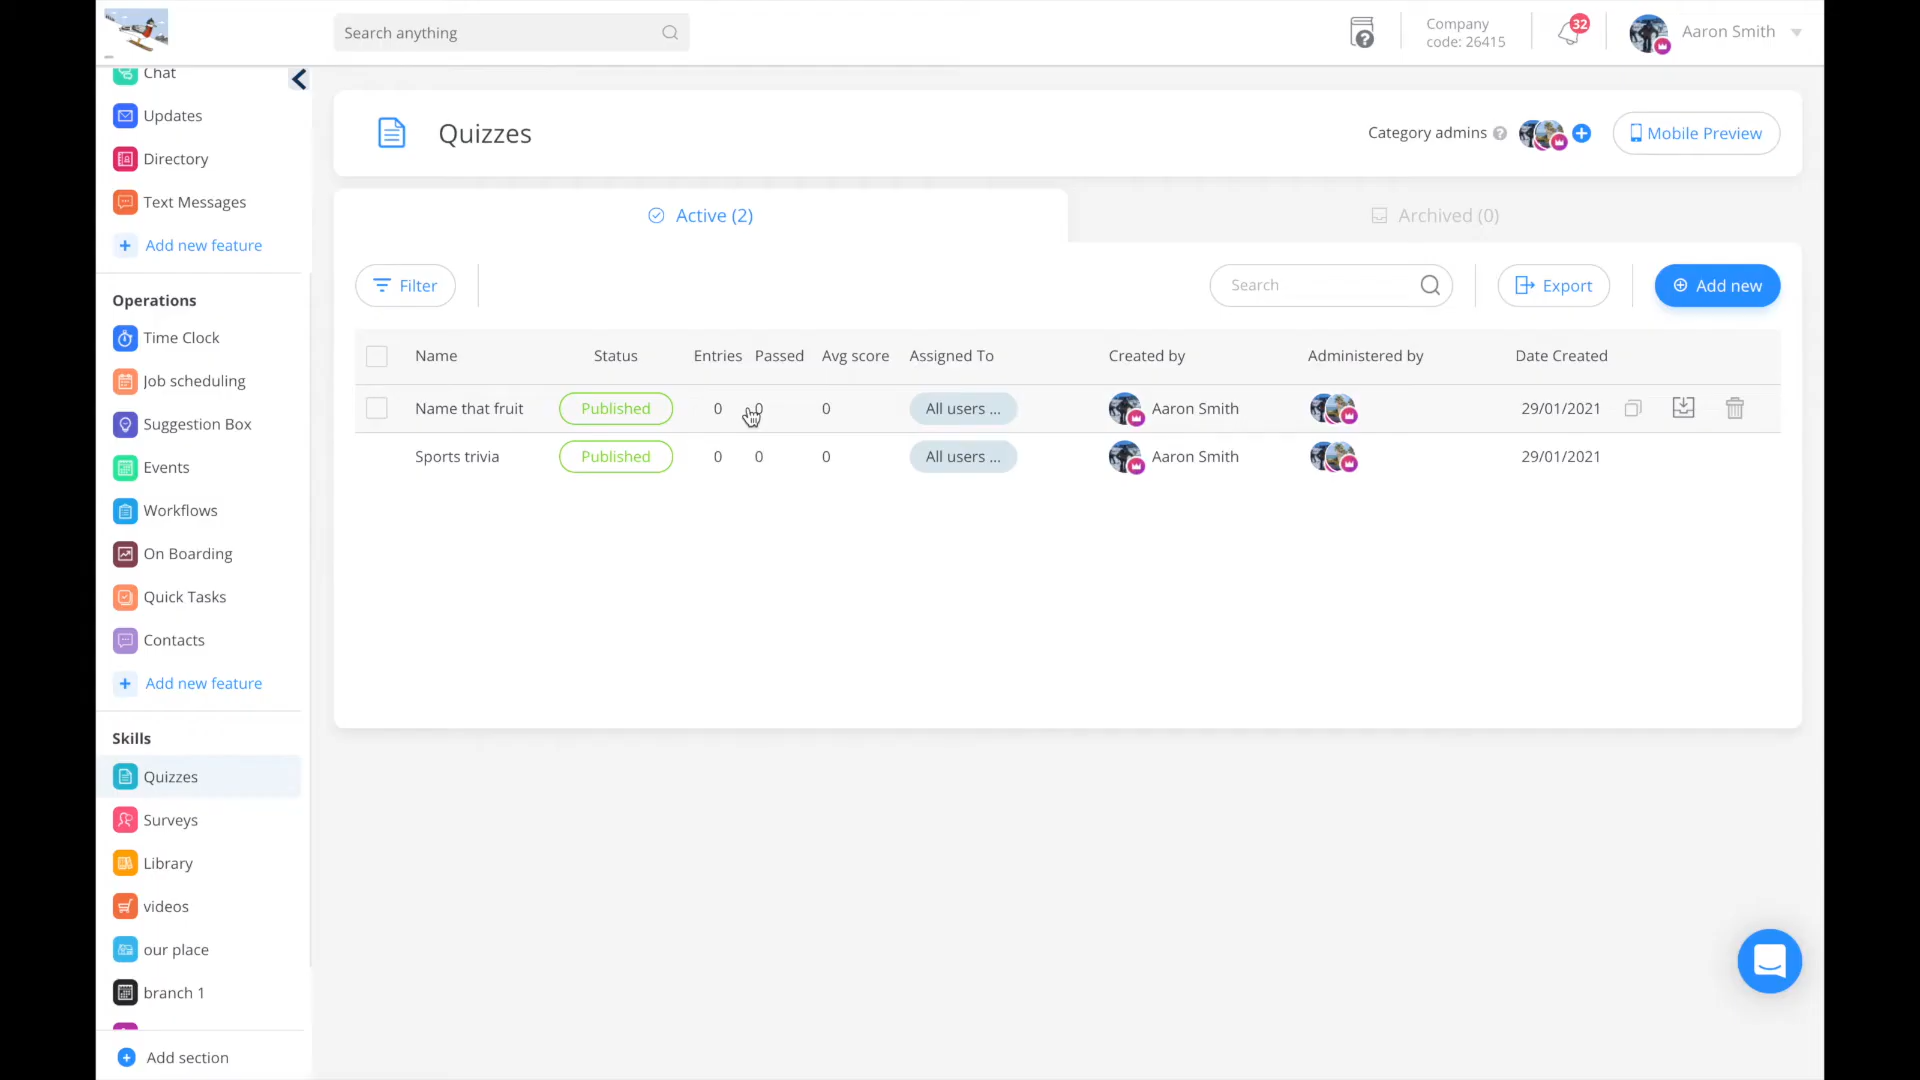 Search anything
Company
code: 26415
32
Aaron Smith
Chat
Updates
Directory
Text Messages
Add new feature
Operations
Time Clock
Job scheduling
Suggestion Box
Events
Workflows
On Boarding
Quick Tasks
Contacts
Add new feature
Skills
Quizzes
Surveys
Library
videos
our place
branch 1
Add section
Quizzes
Category admins
Mobile Preview
Active (2)
Archived (0)
Filter
Search
Export
Add new
Name Status Entries Passed Avg score Assigned To Created by Administered by Date Created
Name that fruit Published 0 0 0 All users ... Aaron Smith 29/01/2021
Sports trivia Published 0 0 0 All users ... Aaron Smith 29/01/2021